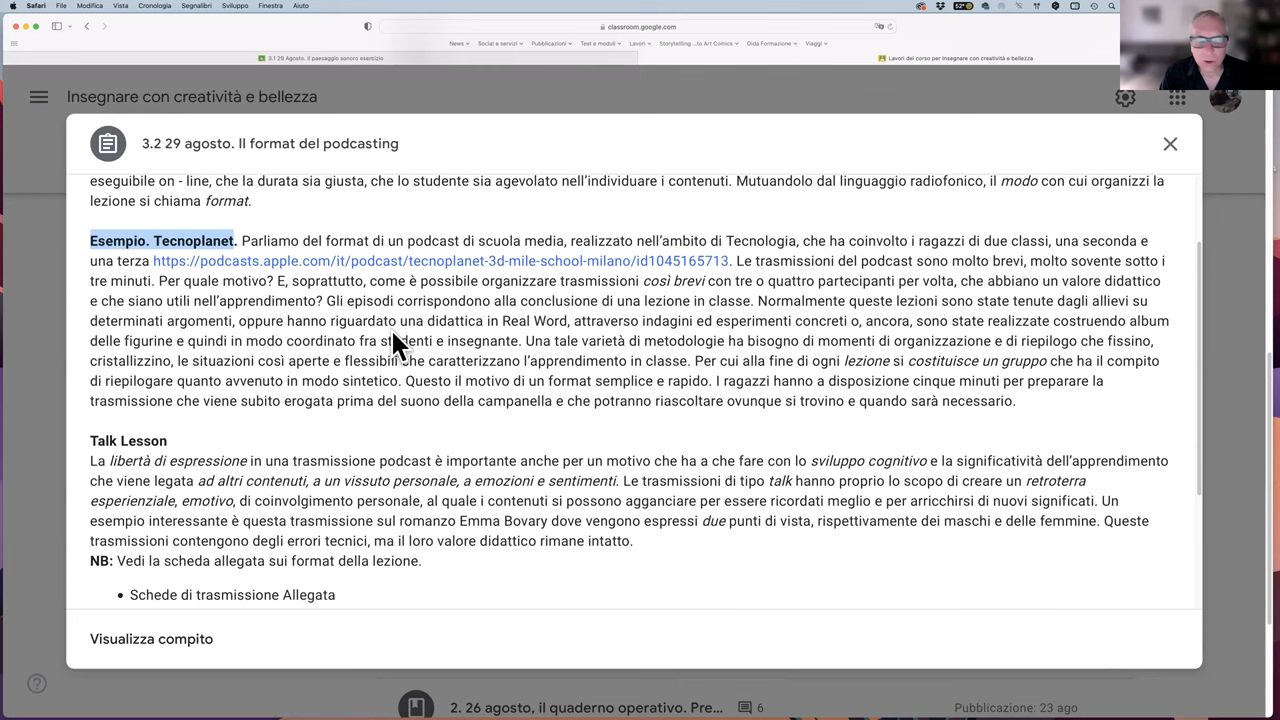 Safari File Modifica Vista Cronologia Segnalibri Sviluppo Finestra Aiuto
52°
classroom.google.com
News Social e servizi Pubblicazioni Test e moduli Lavori Storytelling ...to Art Comics Dida Formazione Viaggi
3.1 29 Agosto. Il paesaggio sonoro esercizio
Lavori del corso per Insegnare con creatività e bellezza
Insegnare con creatività e bellezza
3.2 29 agosto. Il format del podcasting
eseguibile on - line, che la durata sia giusta, che lo studente sia agevolato nell'individuare i contenuti. Mutuandolo dal linguaggio radiofonico, il modo con cui organizzi la
lezione si chiama format.
Esempio. Tecnoplanet. Parliamo del format di un podcast di scuola media, realizzato nell'ambito di Tecnologia, che ha coinvolto i ragazzi di due classi, una seconda e
una terza https://podcasts.apple.com/it/podcast/tecnoplanet-3d-mile-school-milano/id1045165713. Le trasmissioni del podcast sono molto brevi, molto sovente sotto i
tre minuti. Per quale motivo? E, soprattutto, come è possibile organizzare trasmissioni così brevi con tre o quattro partecipanti per volta, che abbiano un valore didattico
e che siano utili nell'apprendimento? Gli episodi corrispondono alla conclusione di una lezione in classe. Normalmente queste lezioni sono state tenute dagli allievi su
determinati argomenti, oppure hanno riguardato una didattica in Real Word, attraverso indagini ed esperimenti concreti o, ancora, sono state realizzate costruendo album
delle figurine e quindi in modo coordinato fra studenti e insegnante. Una tale varietà di metodologie ha bisogno di momenti di organizzazione e di riepilogo che fissino,
cristallizzino, le situazioni così aperte e flessibili che caratterizzano l'apprendimento in classe. Per cui alla fine di ogni lezione si costituisce un gruppo che ha il compito
di riepilogare quanto avvenuto in modo sintetico. Questo il motivo di un format semplice e rapido. I ragazzi hanno a disposizione cinque minuti per preparare la
trasmissione che viene subito erogata prima del suono della campanella e che potranno riascoltare ovunque si trovino e quando sarà necessario.
Talk Lesson
La libertà di espressione in una trasmissione podcast è importante anche per un motivo che ha a che fare con lo sviluppo cognitivo e la significatività dell'apprendimento
che viene legata ad altri contenuti, a un vissuto personale, a emozioni e sentimenti. Le trasmissioni di tipo talk hanno proprio lo scopo di creare un retroterra
esperienziale, emotivo, di coinvolgimento personale, al quale i contenuti si possono agganciare per essere ricordati meglio e per arricchirsi di nuovi significati. Un
esempio interessante è questa trasmissione sul romanzo Emma Bovary dove vengono espressi due punti di vista, rispettivamente dei maschi e delle femmine. Queste
trasmissioni contengono degli errori tecnici, ma il loro valore didattico rimane intatto.
NB: Vedi la scheda allegata sui format della lezione.
• Schede di trasmissione Allegata
Visualizza compito
2. 26 agosto, il quaderno operativo. Pre... 6 Pubblicazione: 23 ago